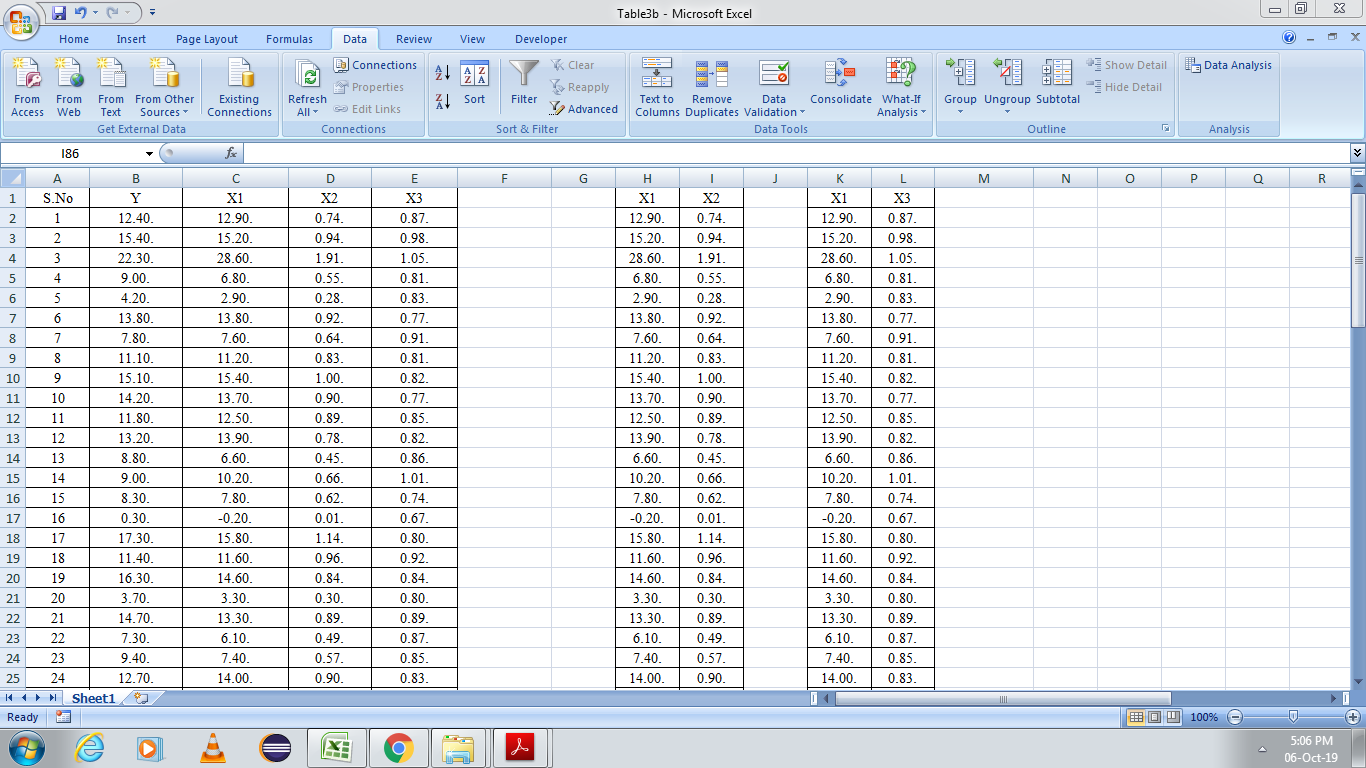 Table3b - Microsoft Excel
Home Insert Page Layout Formulas Data Review View Developer
From Access From Web From Text From Other Sources Existing Connections
Get External Data
Refresh All Connections Properties Edit Links
Connections
Sort Filter Clear Reapply Advanced
Sort & Filter
Text to Columns Remove Duplicates Data Validation Consolidate What-If Analysis
Data Tools
Group Ungroup Subtotal Show Detail Hide Detail
Outline
Data Analysis
Analysis
I86 fx
A B C D E F G H I J K L M N O P Q R
1 S.No Y X1 X2 X3 X1 X2 X1 X3
2 1 12.40. 12.90. 0.74. 0.87. 12.90. 0.74. 12.90. 0.87.
3 2 15.40. 15.20. 0.94. 0.98. 15.20. 0.94. 15.20. 0.98.
4 3 22.30. 28.60. 1.91. 1.05. 28.60. 1.91. 28.60. 1.05.
5 4 9.00. 6.80. 0.55. 0.81. 6.80. 0.55. 6.80. 0.81.
6 5 4.20. 2.90. 0.28. 0.83. 2.90. 0.28. 2.90. 0.83.
7 6 13.80. 13.80. 0.92. 0.77. 13.80. 0.92. 13.80. 0.77.
8 7 7.80. 7.60. 0.64. 0.91. 7.60. 0.64. 7.60. 0.91.
9 8 11.10. 11.20. 0.83. 0.81. 11.20. 0.83. 11.20. 0.81.
10 9 15.10. 15.40. 1.00. 0.82. 15.40. 1.00. 15.40. 0.82.
11 10 14.20. 13.70. 0.90. 0.77. 13.70. 0.90. 13.70. 0.77.
12 11 11.80. 12.50. 0.89. 0.85. 12.50. 0.89. 12.50. 0.85.
13 12 13.20. 13.90. 0.78. 0.82. 13.90. 0.78. 13.90. 0.82.
14 13 8.80. 6.60. 0.45. 0.86. 6.60. 0.45. 6.60. 0.86.
15 14 9.00. 10.20. 0.66. 1.01. 10.20. 0.66. 10.20. 1.01.
16 15 8.30. 7.80. 0.62. 0.74. 7.80. 0.62. 7.80. 0.74.
17 16 0.30. -0.20. 0.01. 0.67. -0.20. 0.01. -0.20. 0.67.
18 17 17.30. 15.80. 1.14. 0.80. 15.80. 1.14. 15.80. 0.80.
19 18 11.40. 11.60. 0.96. 0.92. 11.60. 0.96. 11.60. 0.92.
20 19 16.30. 14.60. 0.84. 0.84. 14.60. 0.84. 14.60. 0.84.
21 20 3.70. 3.30. 0.30. 0.80. 3.30. 0.30. 3.30. 0.80.
22 21 14.70. 13.30. 0.89. 0.89. 13.30. 0.89. 13.30. 0.89.
23 22 7.30. 6.10. 0.49. 0.87. 6.10. 0.49. 6.10. 0.87.
24 23 9.40. 7.40. 0.57. 0.85. 7.40. 0.57. 7.40. 0.85.
25 24 12.70. 14.00. 0.90. 0.83. 14.00. 0.90. 14.00. 0.83.
Sheet1
Ready 100%
5:06 PM
06-Oct-19